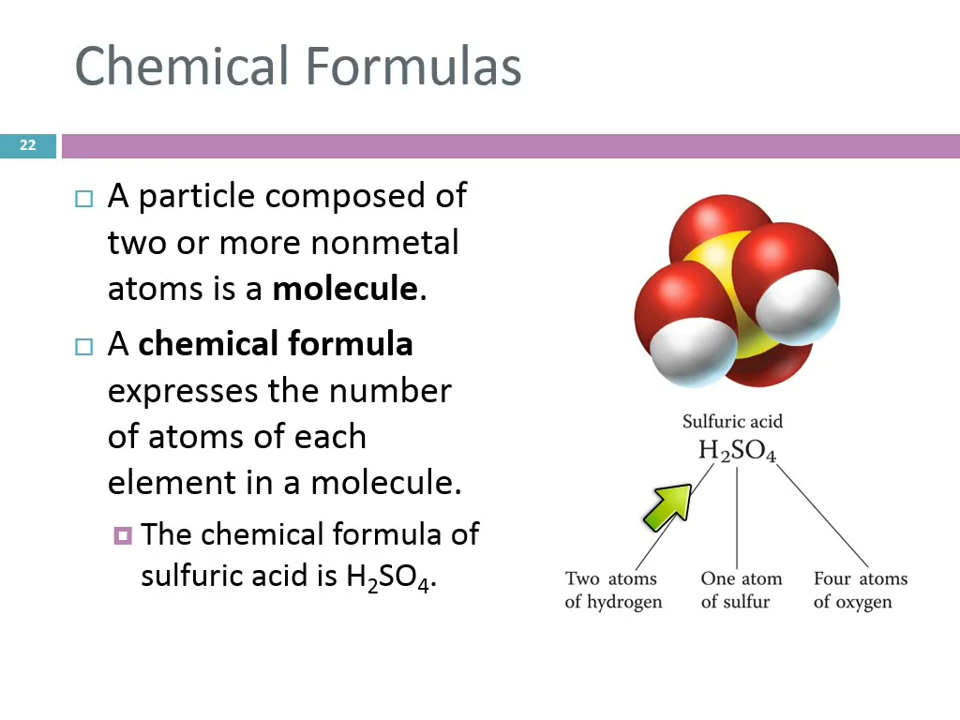 Chemical Formulas
22
A particle composed of
two or more nonmetal
atoms is a molecule.
A chemical formula
expresses the number
of atoms of each
element in a molecule.
The chemical formula of
sulfuric acid is H₂SO₄.
Sulfuric acid
H₂SO₄
Two atoms
of hydrogen
One atom
of sulfur
Four atoms
of oxygen